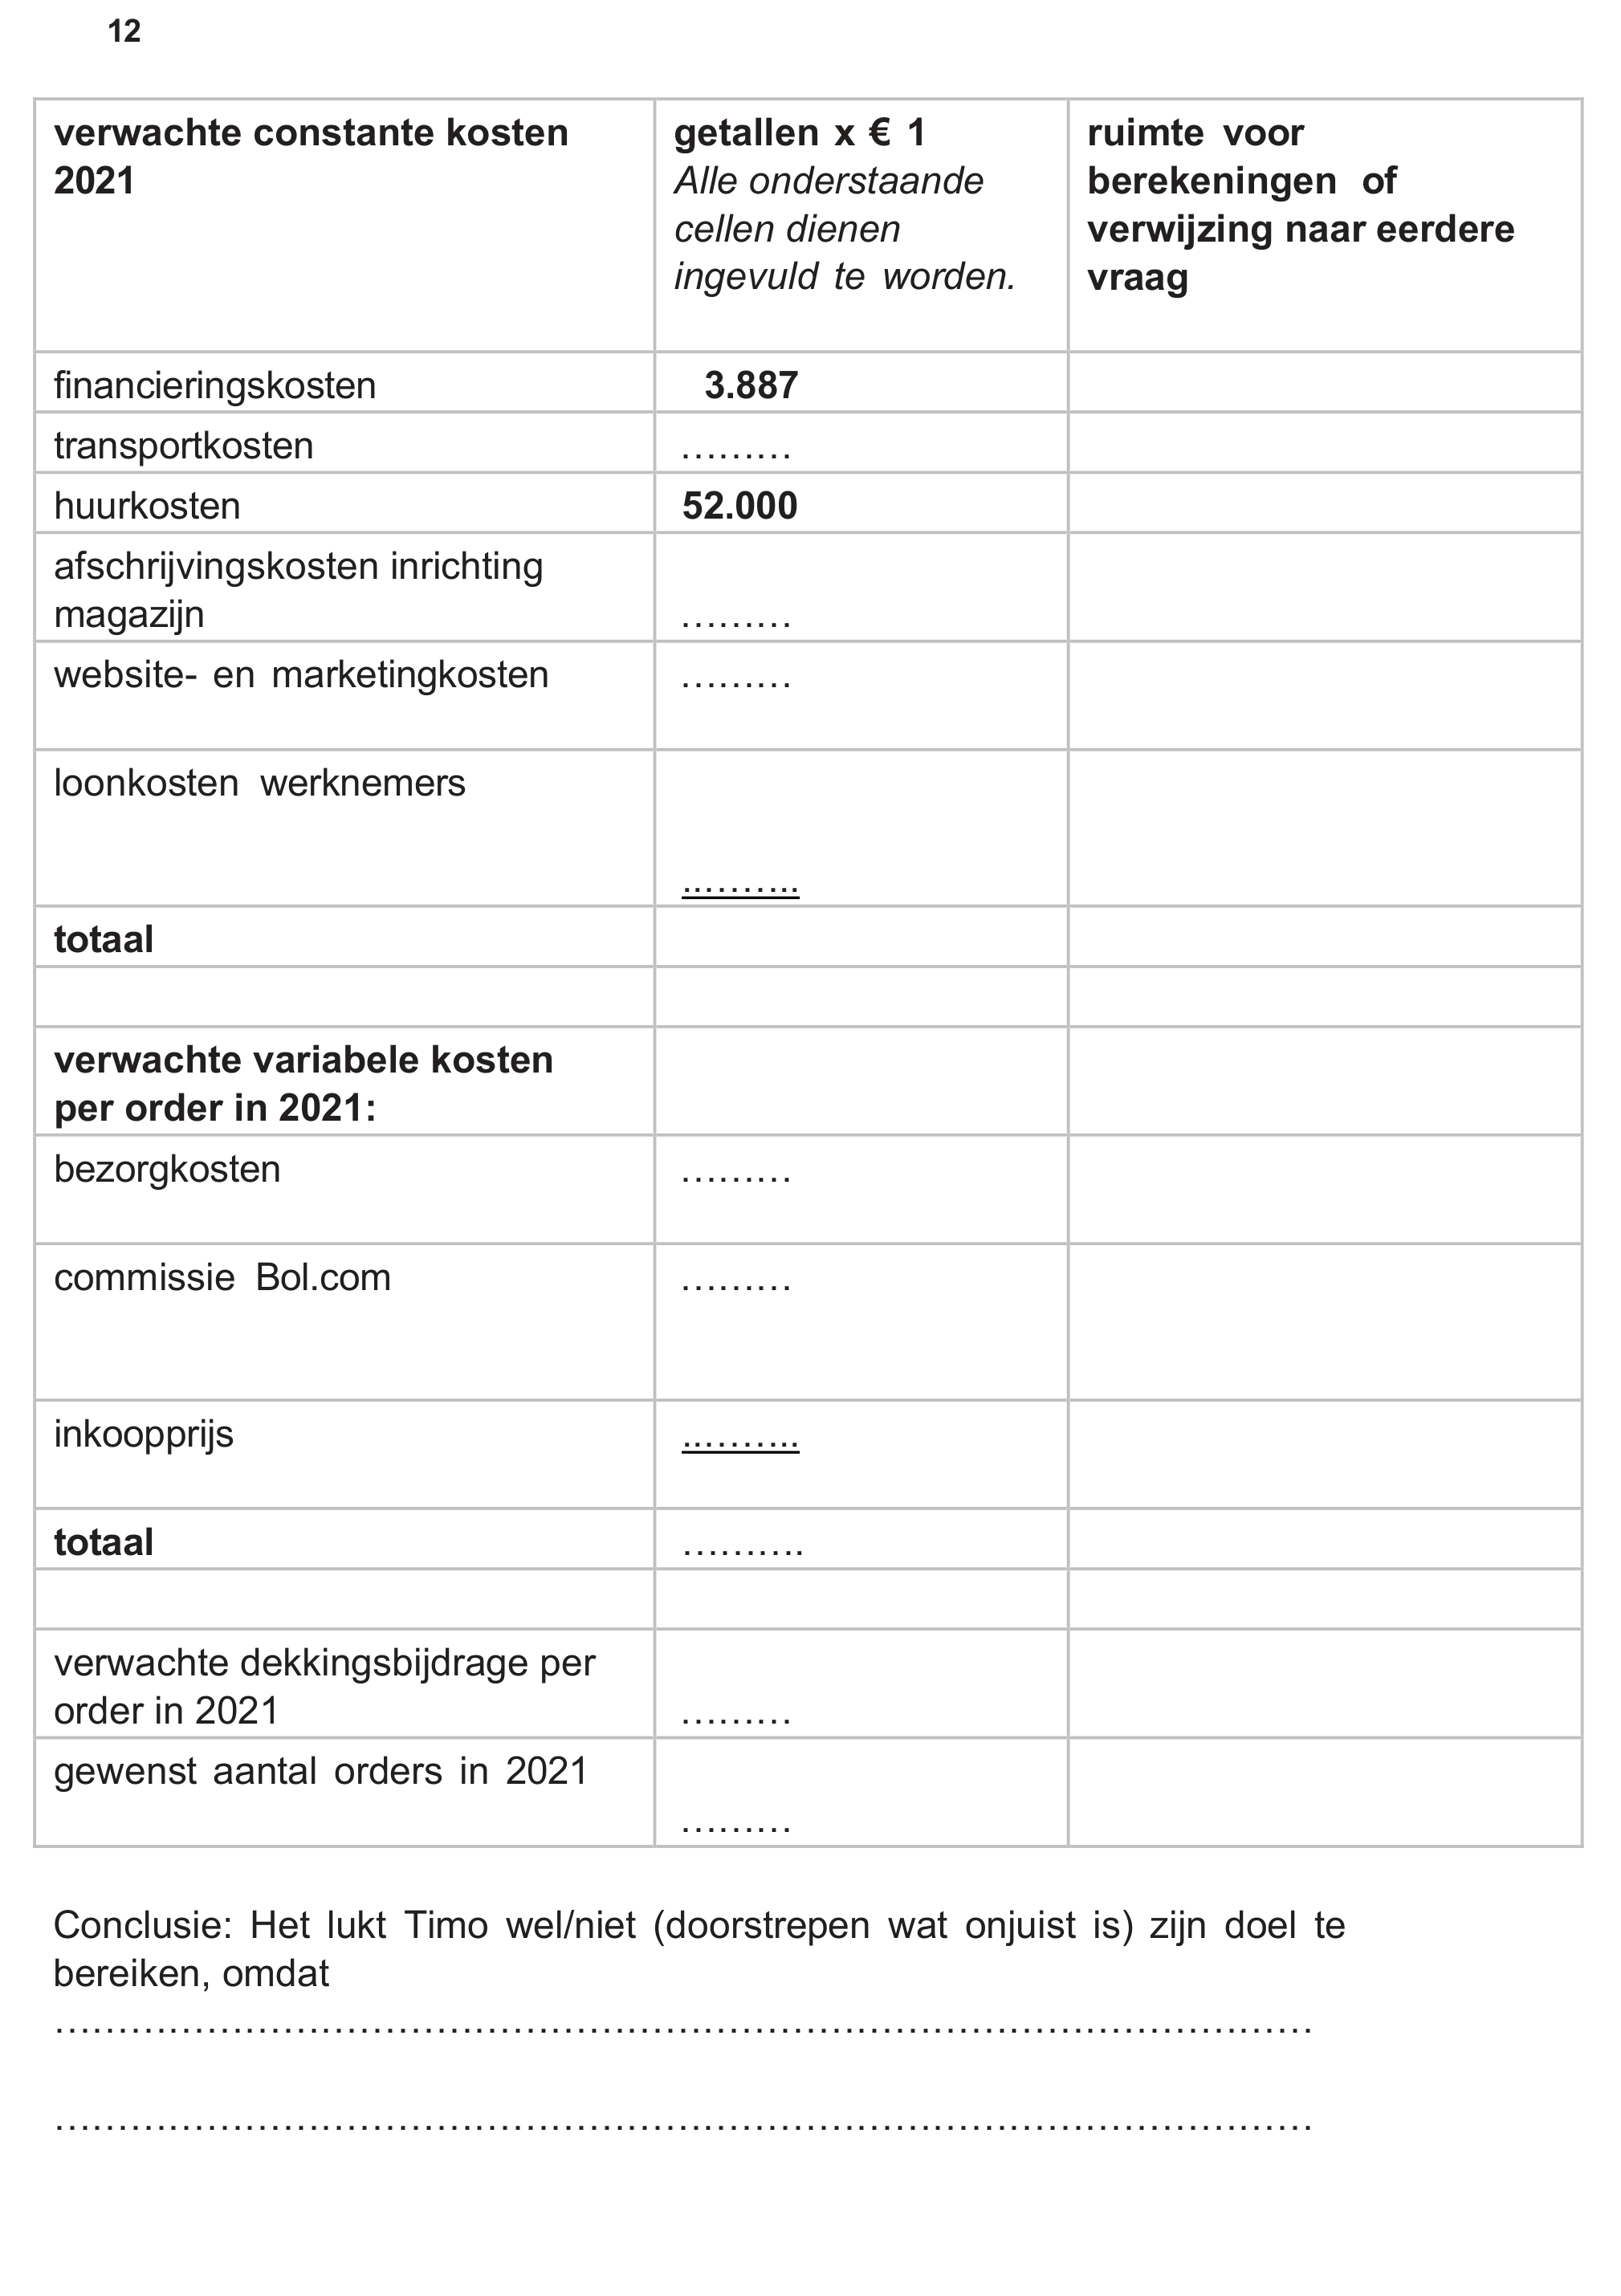 12
verwachte constante kosten
2021
getallen x € 1
Alle onderstaande
cellen dienen
ingevuld te worden.
ruimte voor
berekeningen of
verwijzing naar eerdere
vraag
financieringskosten
3.887
transportkosten
………
huurkosten
52.000
afschrijvingskosten inrichting
magazijn
………
website- en marketingkosten
………
loonkosten werknemers
..……..
totaal
verwachte variabele kosten
per order in 2021:
bezorgkosten
………
commissie Bol.com
………
inkoopprijs
..……..
totaal
……….
verwachte dekkingsbijdrage per
order in 2021
………
gewenst aantal orders in 2021
………
Conclusie: Het lukt Timo wel/niet (doorstrepen wat onjuist is) zijn doel te
bereiken, omdat
………………………………………………………………………………………
………………………………………………………………………………………